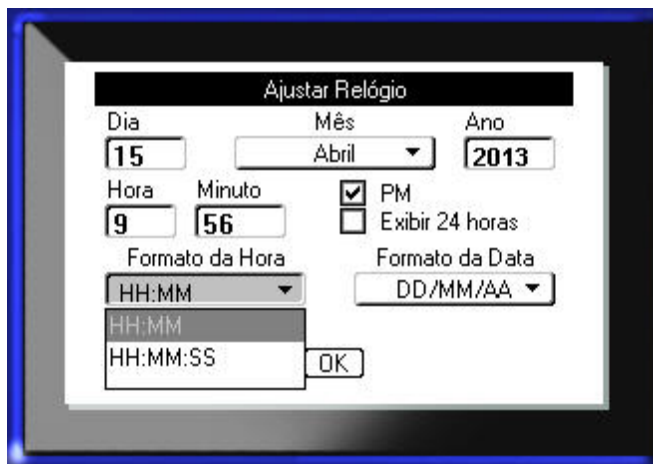 Ajustar Relógio
Dia Mês Ano
15 Abril 2013
Hora Minuto PM
9 56 Exibir 24 horas
Formato da Hora Formato da Data
HH:MM DD/MM/AA
HH:MM
HH:MM:SS
OK